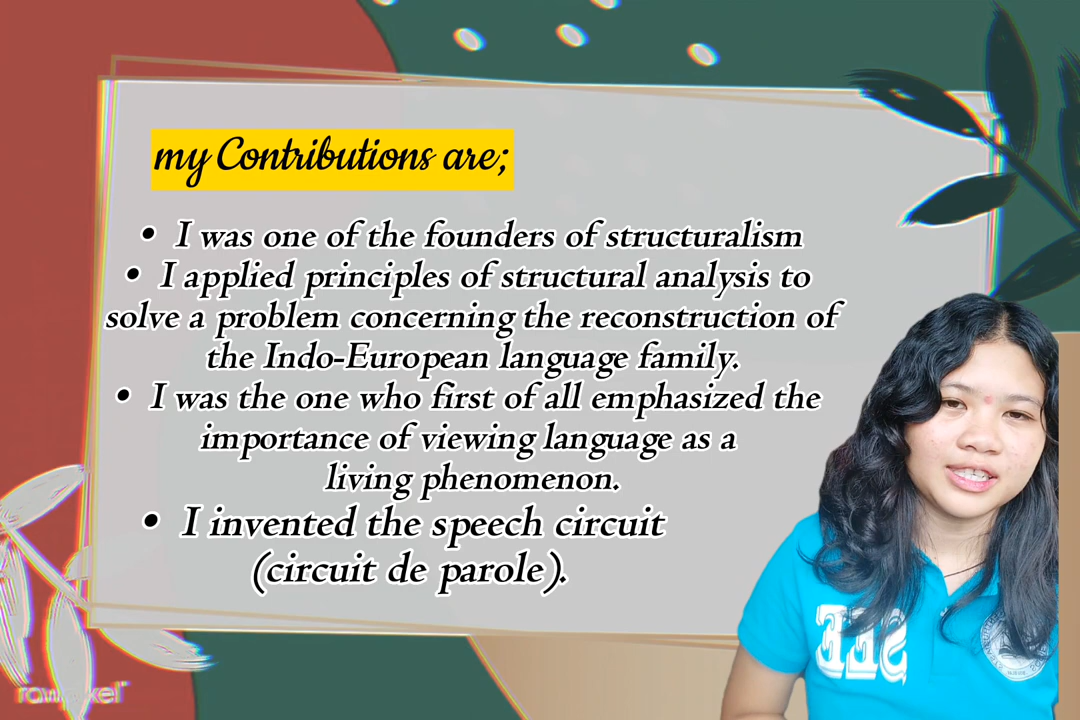 my Contributions are;
• I was one of the founders of structuralism
• I applied principles of structural analysis to
solve a problem concerning the reconstruction of
the Indo-European language family.
• I was the one who first of all emphasized the
importance of viewing language as a
living phenomenon.
• I invented the speech circuit
(circuit de parole).
rawpixel